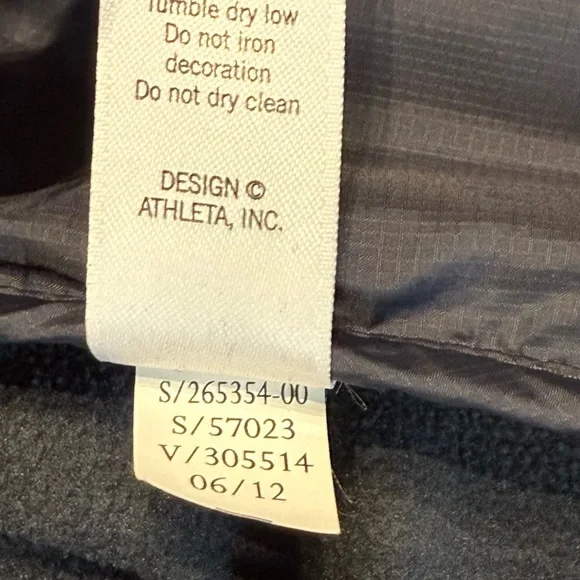 Tumble dry low
Do not iron
decoration
Do not dry clean
DESIGN ©
ATHLETA, INC.
S/265354-00
S/57023
V/305514
06/12